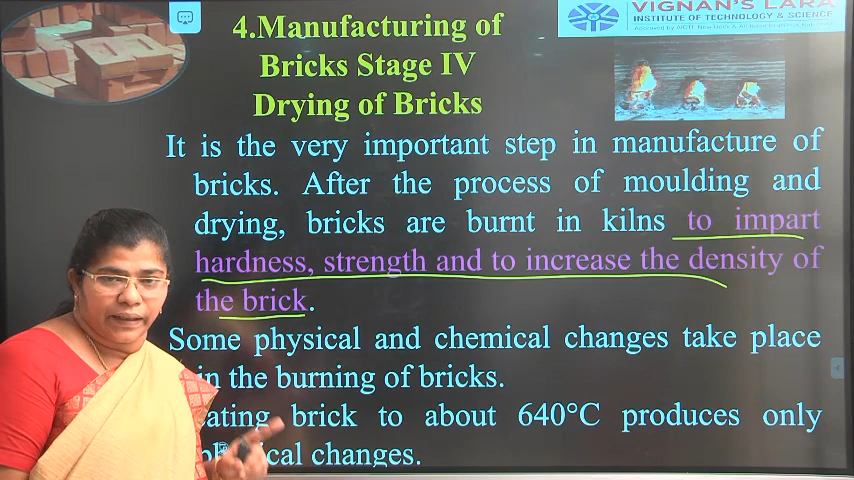 4.Manufacturing of
Bricks Stage IV
Drying of Bricks
VIGNAN'S LARA
INSTITUTE OF TECHNOLOGY & SCIENCE
It is the very important step in manufacture of
bricks. After the process of moulding and
drying, bricks are burnt in kilns to impart
hardness, strength and to increase the density of
the brick.
Some physical and chemical changes take place
in the burning of bricks.
ating brick to about 640°C produces only
cal changes.